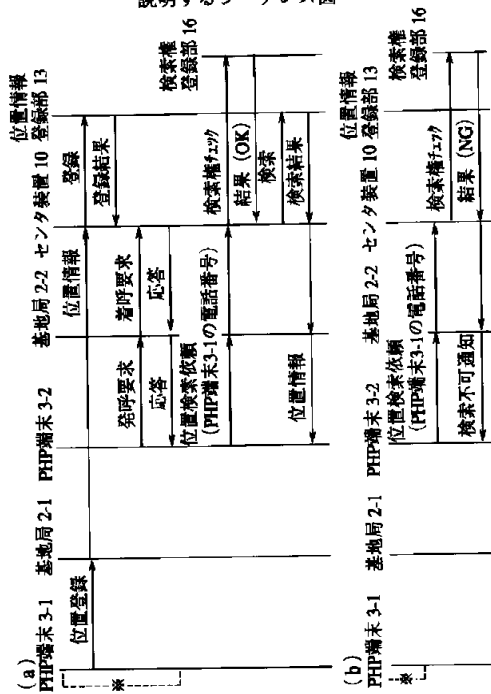 説明するシーケンス図
(a)
PHP端末 3-1
基地局 2-1
PHP端末 3-2
基地局 2-2
センタ装置 10
位置情報
登録部 13
検索権
登録部 16
※
位置登録
位置情報
登録
登録結果
発呼要求
着呼要求
応答
応答
位置検索依頼
(PHP端末3-1の電話番号)
検索権チェック
結果 (OK)
検索
検索結果
位置情報
(b)
PHP端末 3-1
基地局 2-1
PHP端末 3-2
基地局 2-2
センタ装置 10
位置情報
登録部 13
検索権
登録部 16
※
位置検索依頼
(PHP端末3-1の電話番号)
検索権チェック
結果 (NG)
検索不可通知